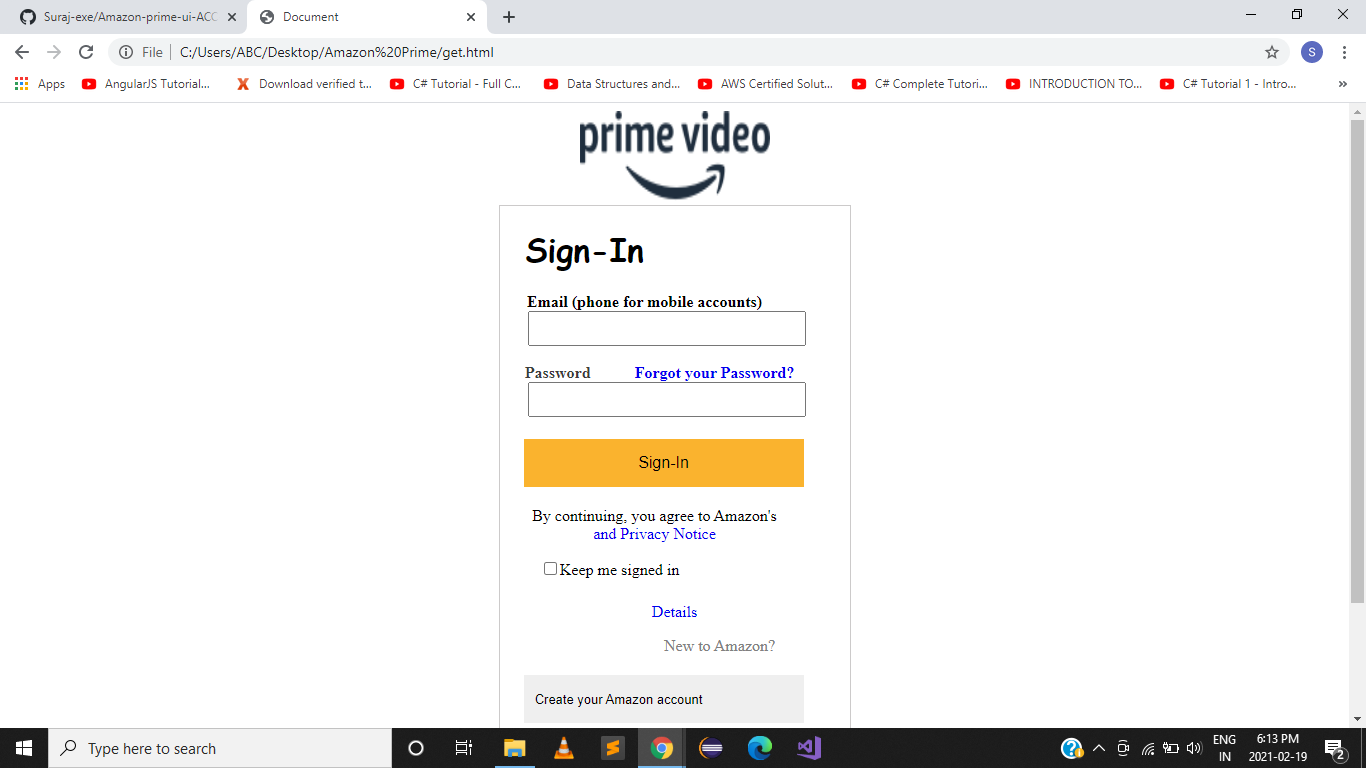 Suraj-exe/Amazon-prime-ui-ACC
Document
File
C:/Users/ABC/Desktop/Amazon%20Prime/get.html
S
Apps
AngularJS Tutorial...
Download verified t...
C# Tutorial - Full C...
Data Structures and...
AWS Certified Solut...
C# Complete Tutori...
INTRODUCTION TO...
C# Tutorial 1 - Intro...
»
prime video
Sign-In
Email (phone for mobile accounts)
Password
Forgot your Password?
Sign-In
By continuing, you agree to Amazon's
and Privacy Notice
Keep me signed in
Details
New to Amazon?
Create your Amazon account
Type here to search
ENG
IN
6:13 PM
2021-02-19
2